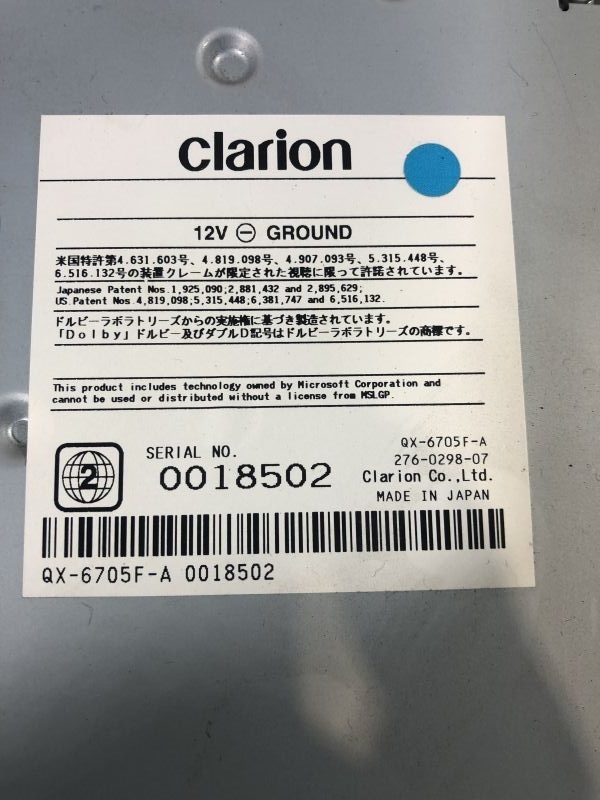 clarion
12V ⊖ GROUND
米国特許第4.631.603号、4.819.098号、4.907.093号、5.315.448号、
6.516.132号の装置クレームが限定された視聴に限って許諾されています。
Japanese Patent Nos.1,925,090;2,881,432 and 2,895,629;
US Patent Nos.4,819,098;5,315,448;6,381,747 and 6,516,132.
ドルビーラボラトリーズからの実施権に基づき製造されています。
「Dolby」ドルビー及びダブルD記号はドルビーラボラトリーズの商標です。
This product includes technology owned by Microsoft Corporation and
cannot be used or distributed without a license from MSLGP.
2
SERIAL NO.
0018502
QX-6705F-A
276-0298-07
Clarion Co.,Ltd.
MADE IN JAPAN
QX-6705F-A 0018502